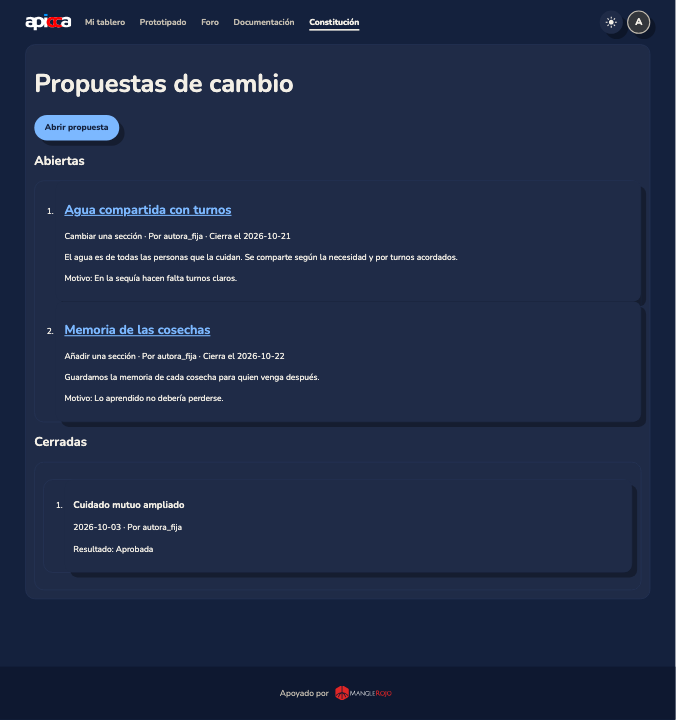 apioca
Mi tablero
Prototipado
Foro
Documentación
Constitución
A
Propuestas de cambio
Abrir propuesta
Abiertas
1. Agua compartida con turnos
Cambiar una sección · Por autora_fija · Cierra el 2026-10-21
El agua es de todas las personas que la cuidan. Se comparte según la necesidad y por turnos acordados.
Motivo: En la sequía hacen falta turnos claros.
2. Memoria de las cosechas
Añadir una sección · Por autora_fija · Cierra el 2026-10-22
Guardamos la memoria de cada cosecha para quien venga después.
Motivo: Lo aprendido no debería perderse.
Cerradas
1. Cuidado mutuo ampliado
2026-10-03 · Por autora_fija
Resultado: Aprobada
Apoyado por MANGLEROJO